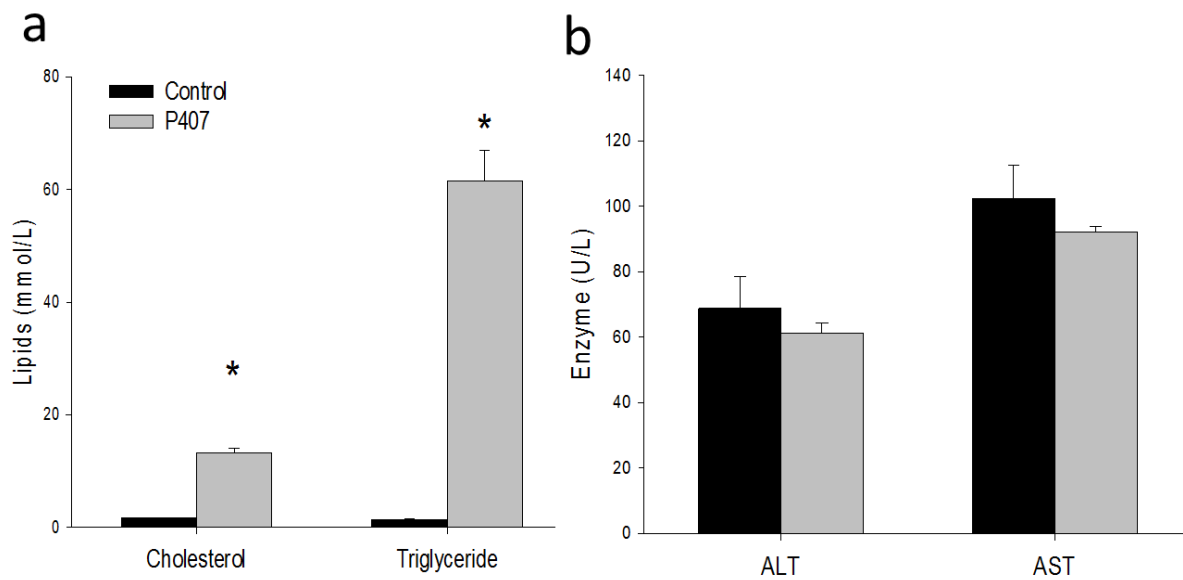 a
Lipids (mmol/L)
80
60
40
20
0
Control
P407
*
*
Cholesterol Triglyceride
b
Enzyme (U/L)
140
120
100
80
60
40
20
0
ALT AST